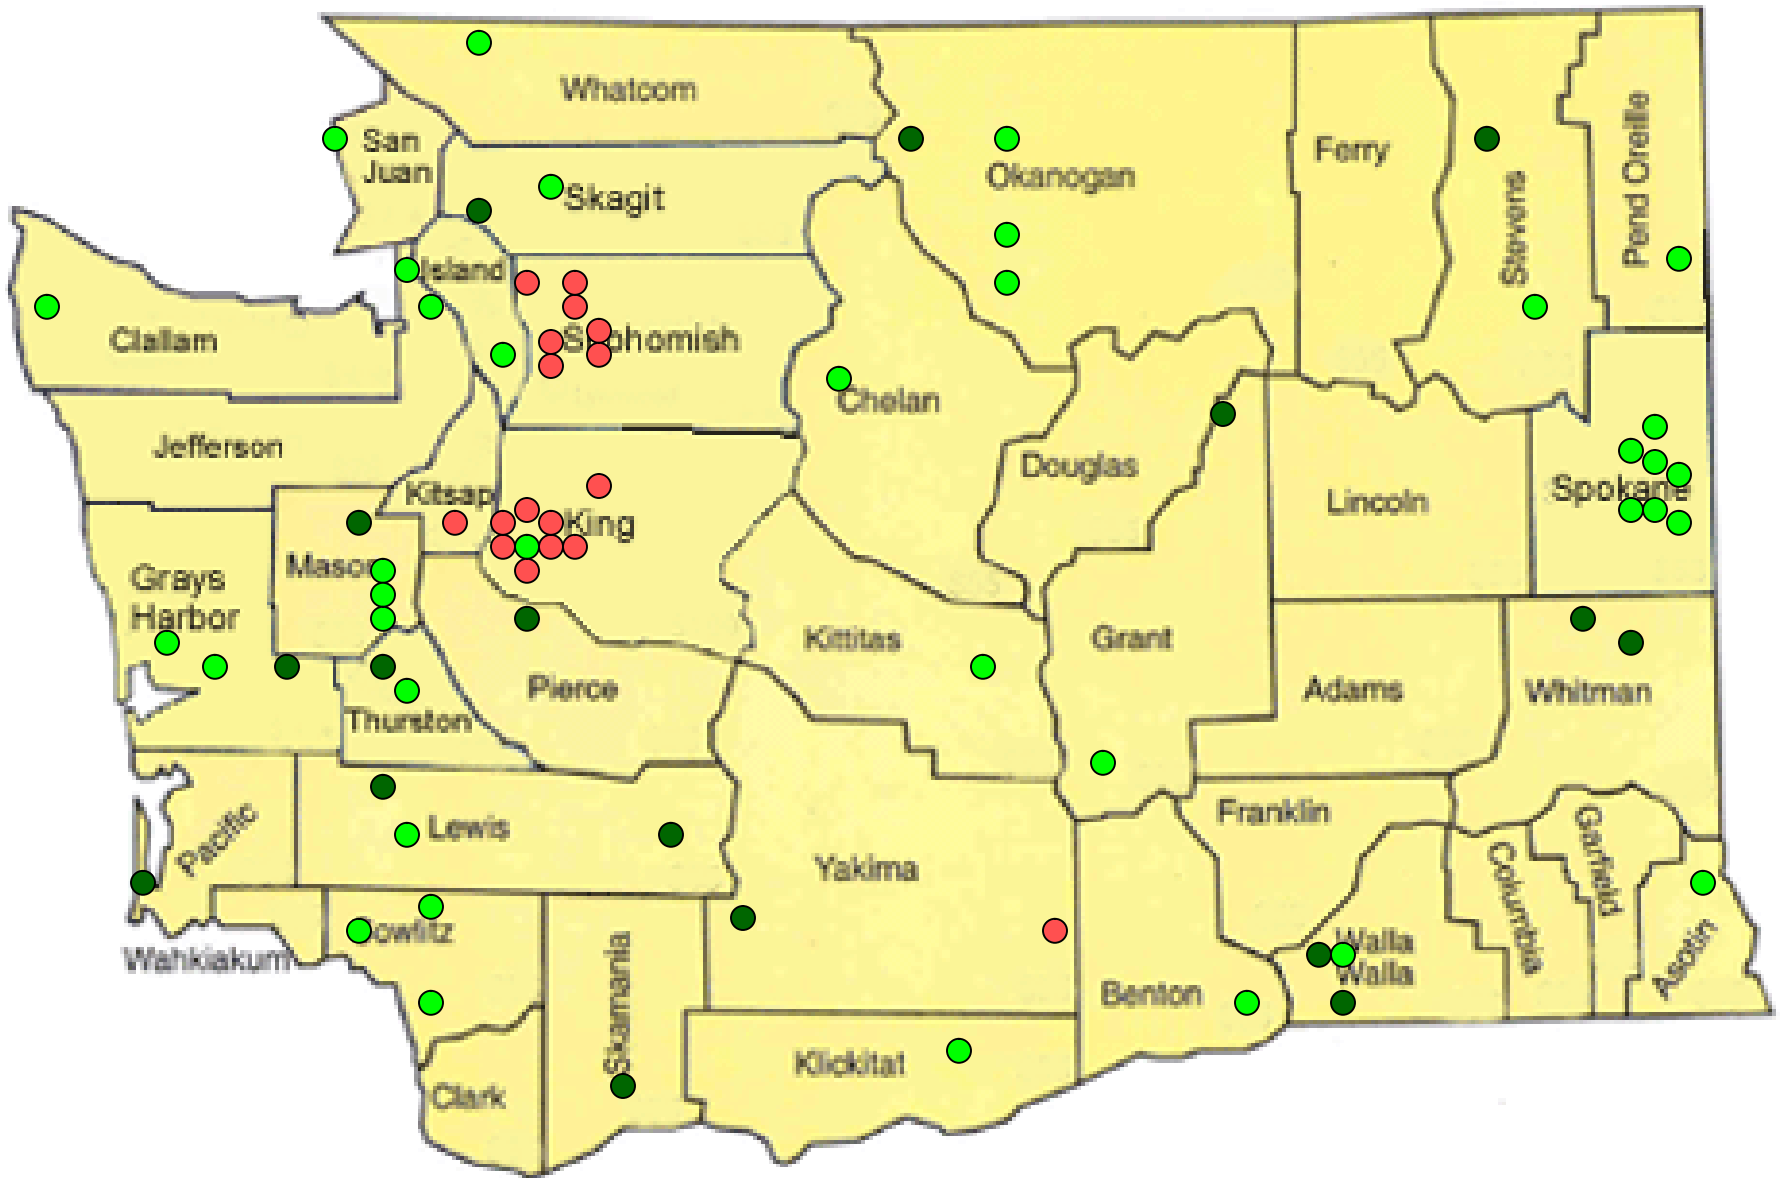 Whatcom
San
Juan
Skagit
Okanogan
Ferry
Stevens
Pend Oreille
Island
Clallam
Snohomish
Chelan
Jefferson
Kitsap
King
Douglas
Lincoln
Spokane
Mason
Grays
Harbor
Kittitas
Grant
Adams
Whitman
Pierce
Thurston
Pacific
Lewis
Yakima
Franklin
Columbia
Garfield
Asotin
Cowlitz
Wahkiakum
Skamania
Benton
Walla
Walla
Klickitat
Clark